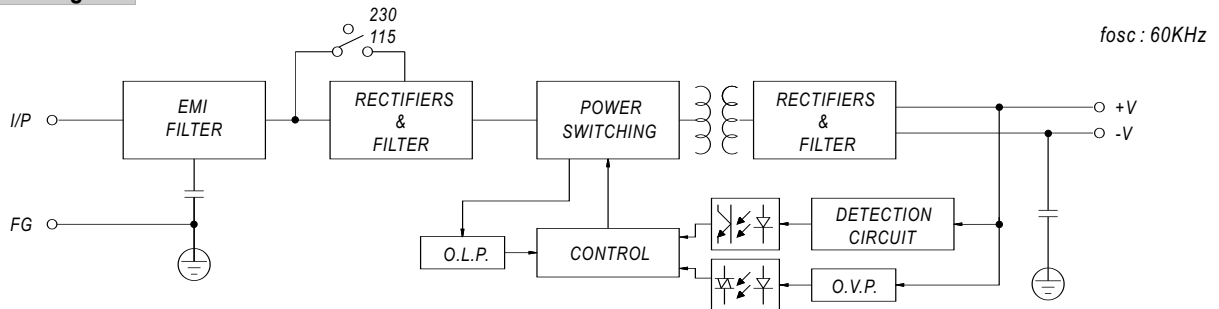 230
115
fosc : 60KHz
I/P
EMI
FILTER
RECTIFIERS
&
FILTER
POWER
SWITCHING
RECTIFIERS
&
FILTER
+V
-V
FG
O.L.P.
CONTROL
DETECTION
CIRCUIT
O.V.P.